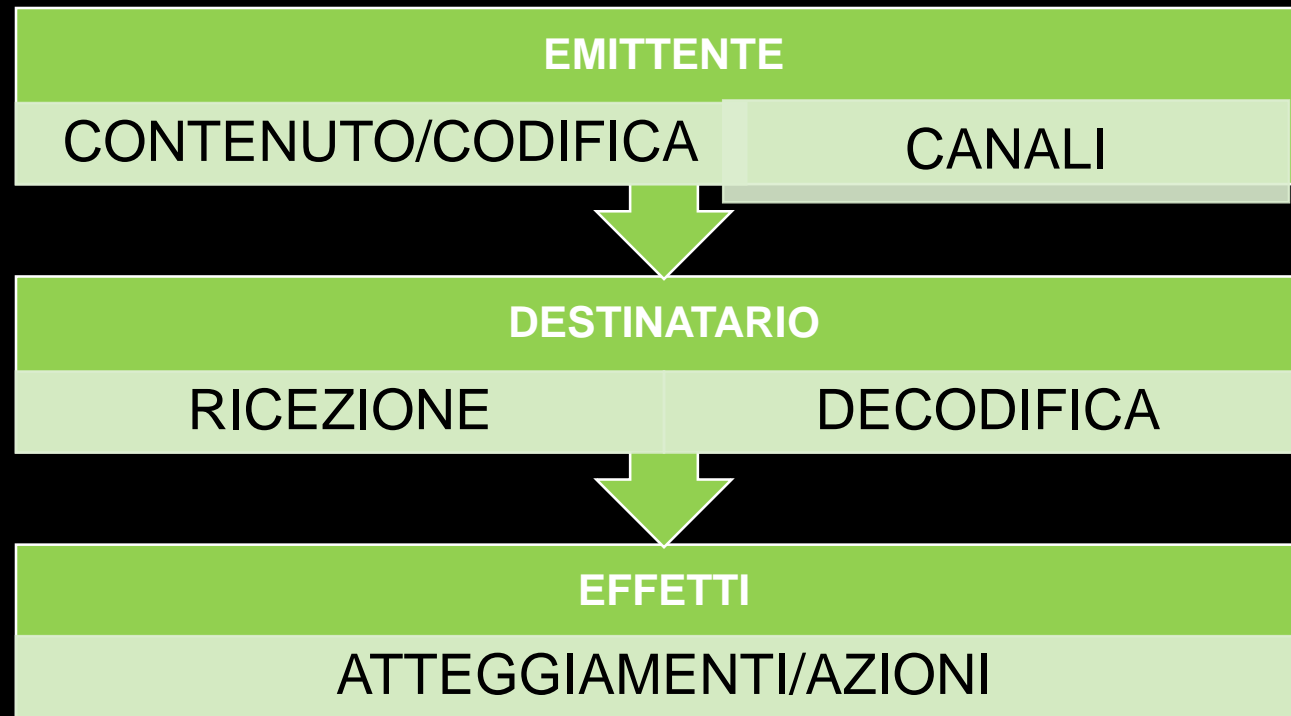 EMITTENTE
CONTENUTO/CODIFICA
CANALI
DESTINATARIO
RICEZIONE
DECODIFICA
EFFETTI
ATTEGGIAMENTI/AZIONI